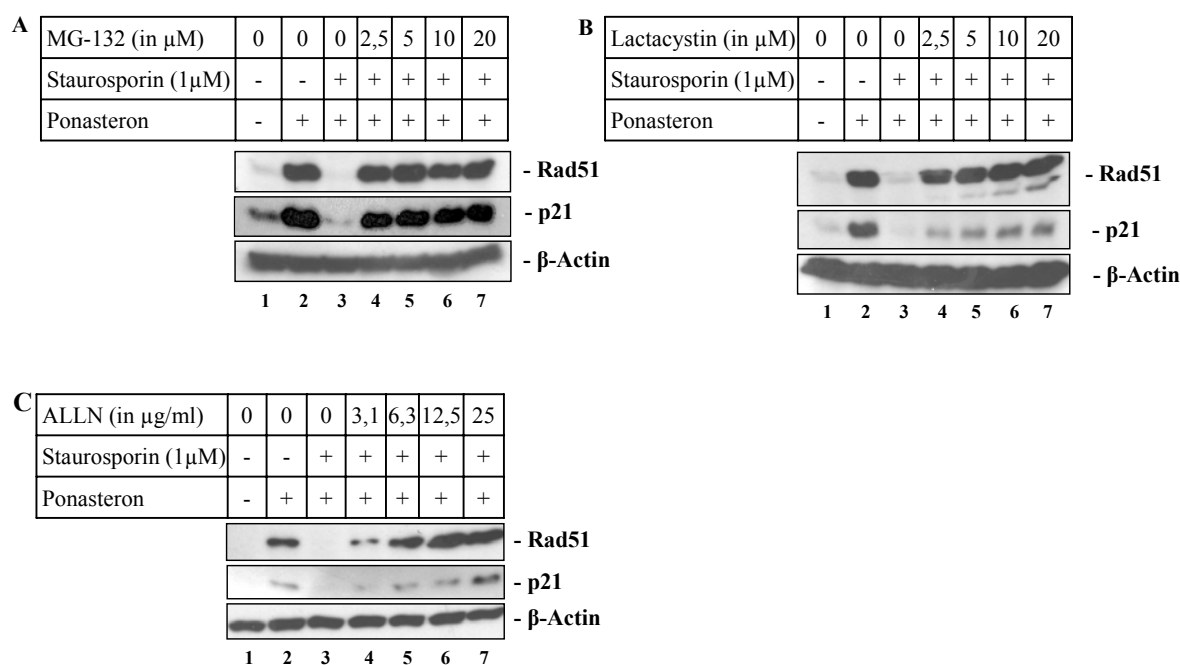 A
MG-132 (in µM) 0 0 0 2,5 5 10 20
Staurosporin (1µM) - - + + + + +
Ponasteron - + + + + + +
- Rad51
- p21
- β-Actin
1 2 3 4 5 6 7
B
Lactacystin (in µM) 0 0 0 2,5 5 10 20
Staurosporin (1µM) - - + + + + +
Ponasteron - + + + + + +
- Rad51
- p21
- β-Actin
1 2 3 4 5 6 7
C
ALLN (in µg/ml) 0 0 0 3,1 6,3 12,5 25
Staurosporin (1µM) - - + + + + +
Ponasteron - + + + + + +
- Rad51
- p21
- β-Actin
1 2 3 4 5 6 7